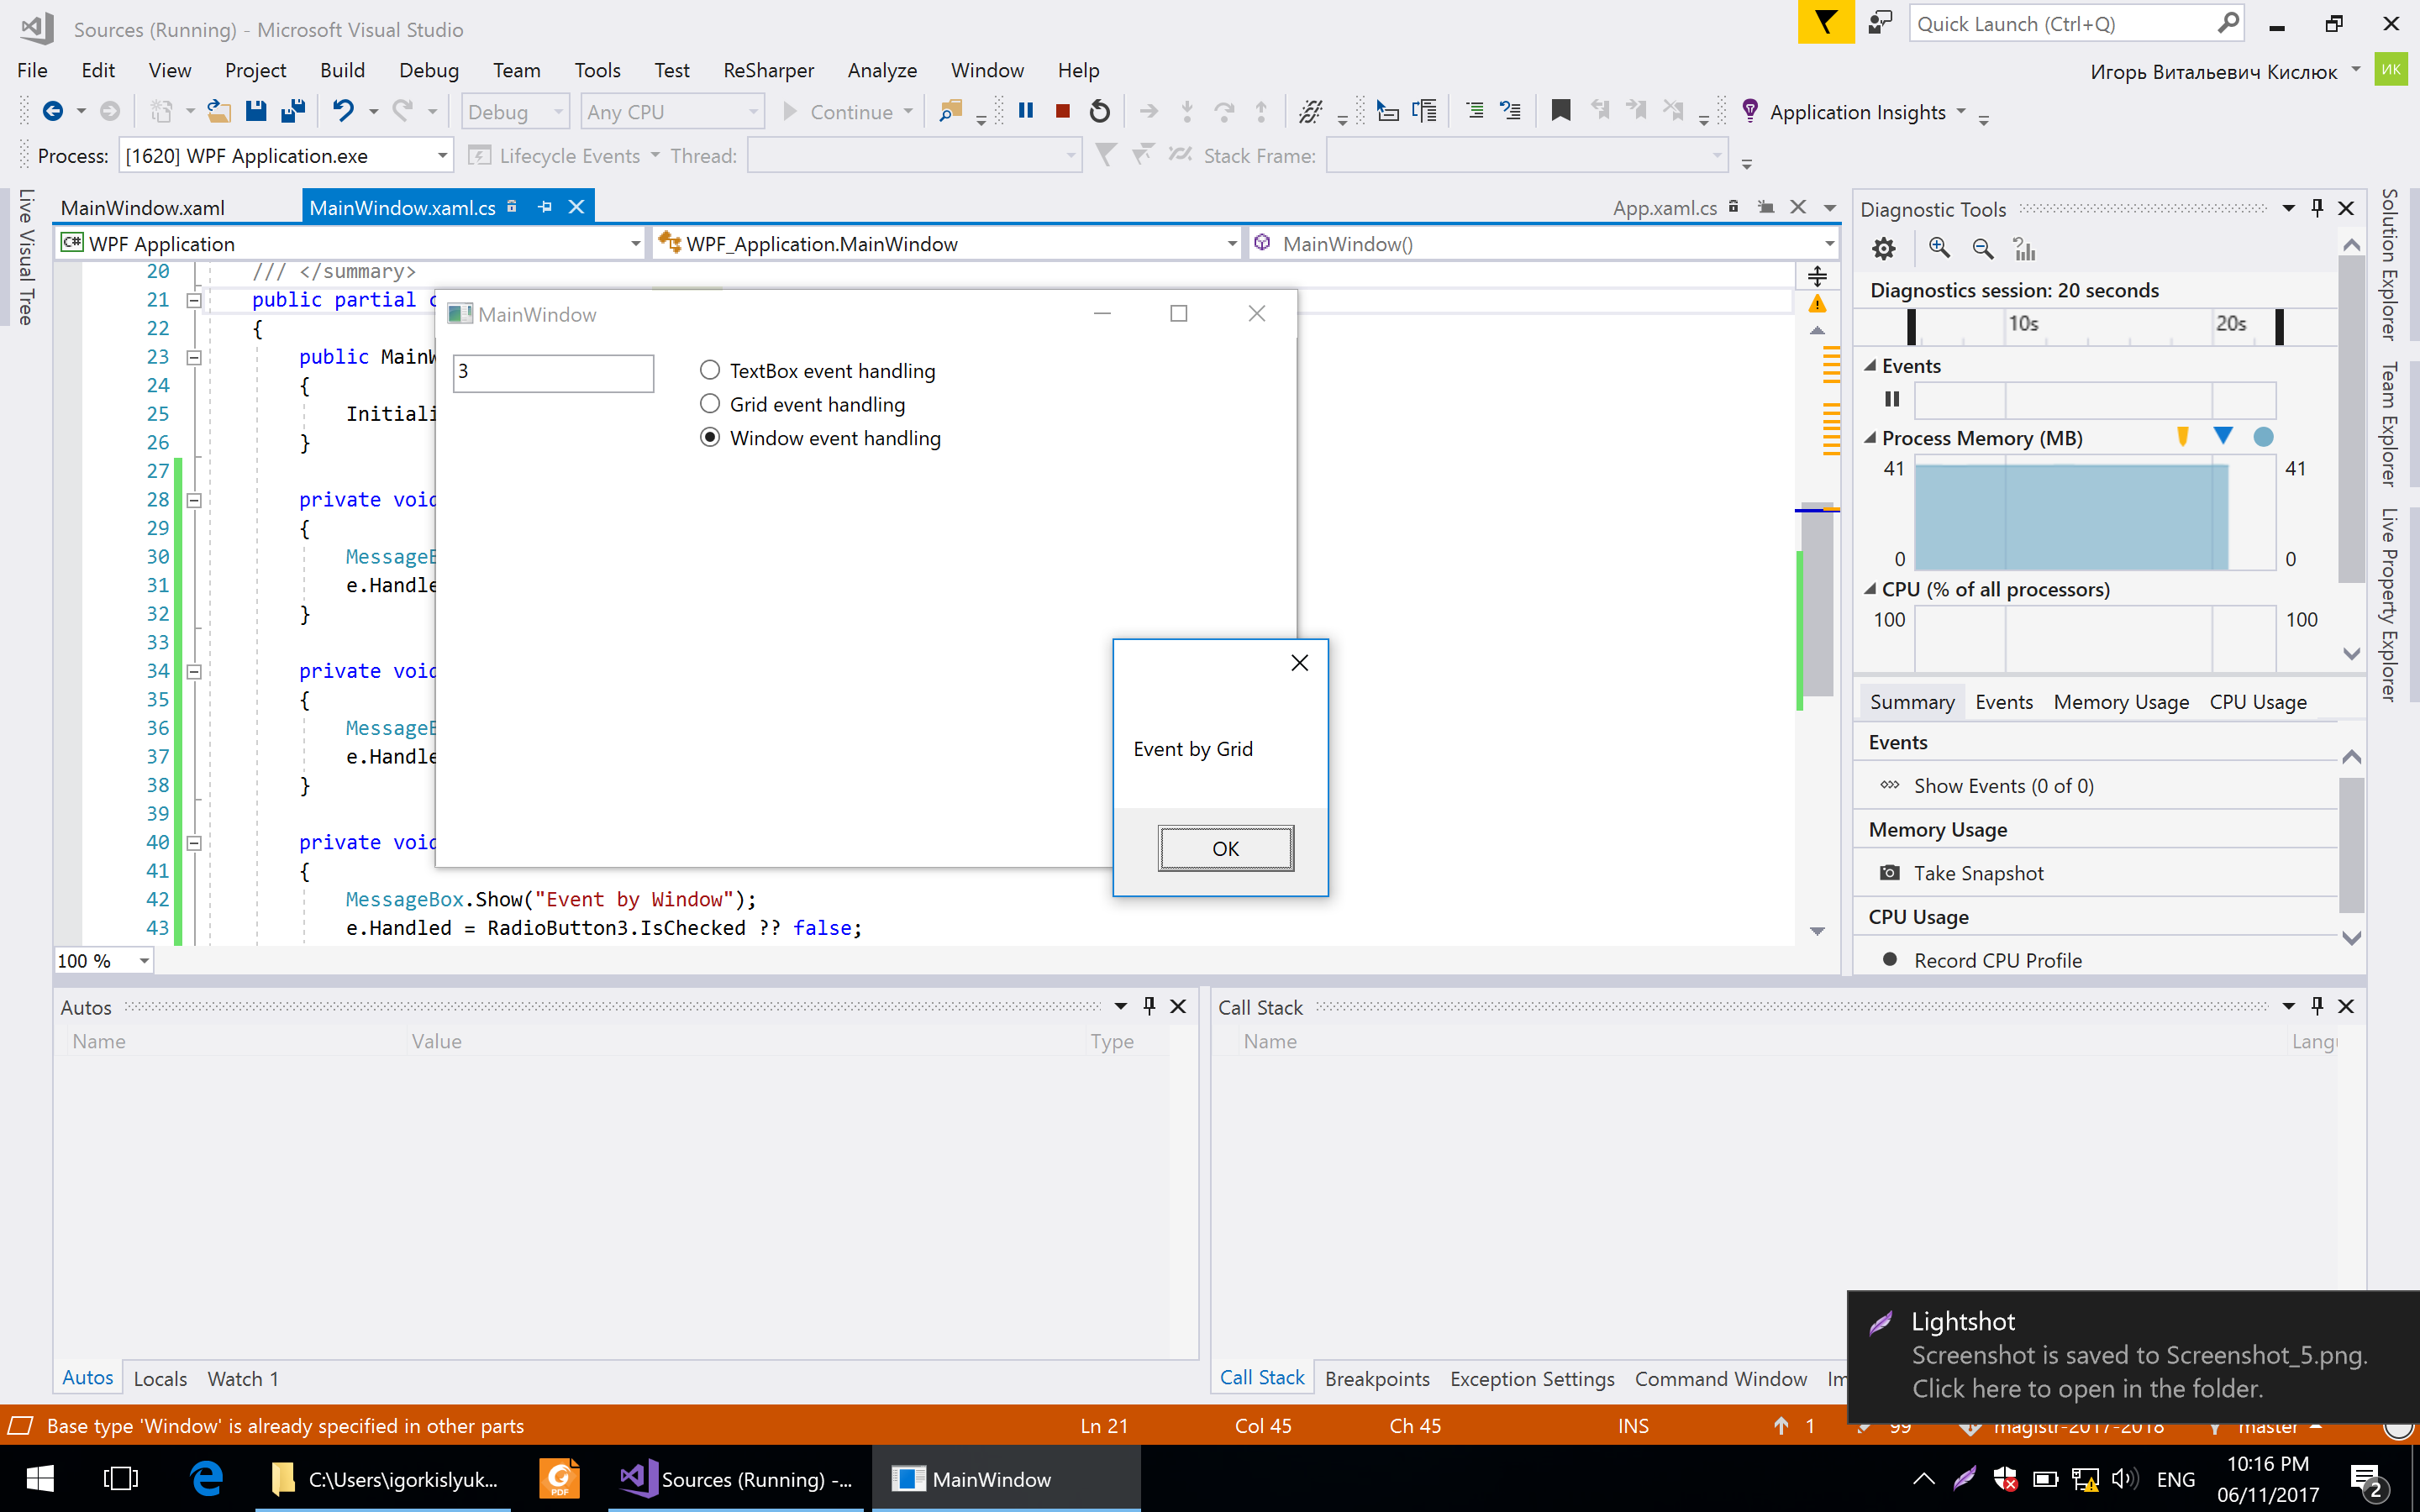 Sources (Running) - Microsoft Visual Studio
Quick Launch (Ctrl+Q)
File Edit View Project Build Debug Team Tools Test ReSharper Analyze Window Help
Игорь Витальевич Кислюк ИК
Debug Any CPU Continue Application Insights
Process: [1620] WPF Application.exe Lifecycle Events Thread: Stack Frame:
Live Visual Tree
MainWindow.xaml MainWindow.xaml.cs App.xaml.cs
C# WPF Application WPF_Application.MainWindow MainWindow()
20 /// </summary>
21 public partial c
22 {
23 public MainW
24 {
25 Initiali
26 }
27
28 private void
29 {
30 MessageB
31 e.Handle
32 }
33
34 private void
35 {
36 MessageB
37 e.Handle
38 }
39
40 private void
41 {
42 MessageBox.Show("Event by Window");
43 e.Handled = RadioButton3.IsChecked ?? false;
100 %
MainWindow
3
TextBox event handling
Grid event handling
Window event handling
Event by Grid
OK
Diagnostic Tools
Diagnostics session: 20 seconds
10s 20s
Events
Process Memory (MB)
41 41
0 0
CPU (% of all processors)
100 100
Summary Events Memory Usage CPU Usage
Events
Show Events (0 of 0)
Memory Usage
Take Snapshot
CPU Usage
Record CPU Profile
Solution Explorer
Team Explorer
Live Property Explorer
Autos
Name Value Type
Autos Locals Watch 1
Call Stack
Name Langu
Call Stack Breakpoints Exception Settings Command Window Im
Lightshot
Screenshot is saved to Screenshot_5.png.
Click here to open in the folder.
Base type 'Window' is already specified in other parts Ln 21 Col 45 Ch 45 INS 1 99 magistr-2017-2018 master
C:\Users\igorkislyuk... PDF Sources (Running) -... MainWindow
ENG
10:16 PM
06/11/2017
2